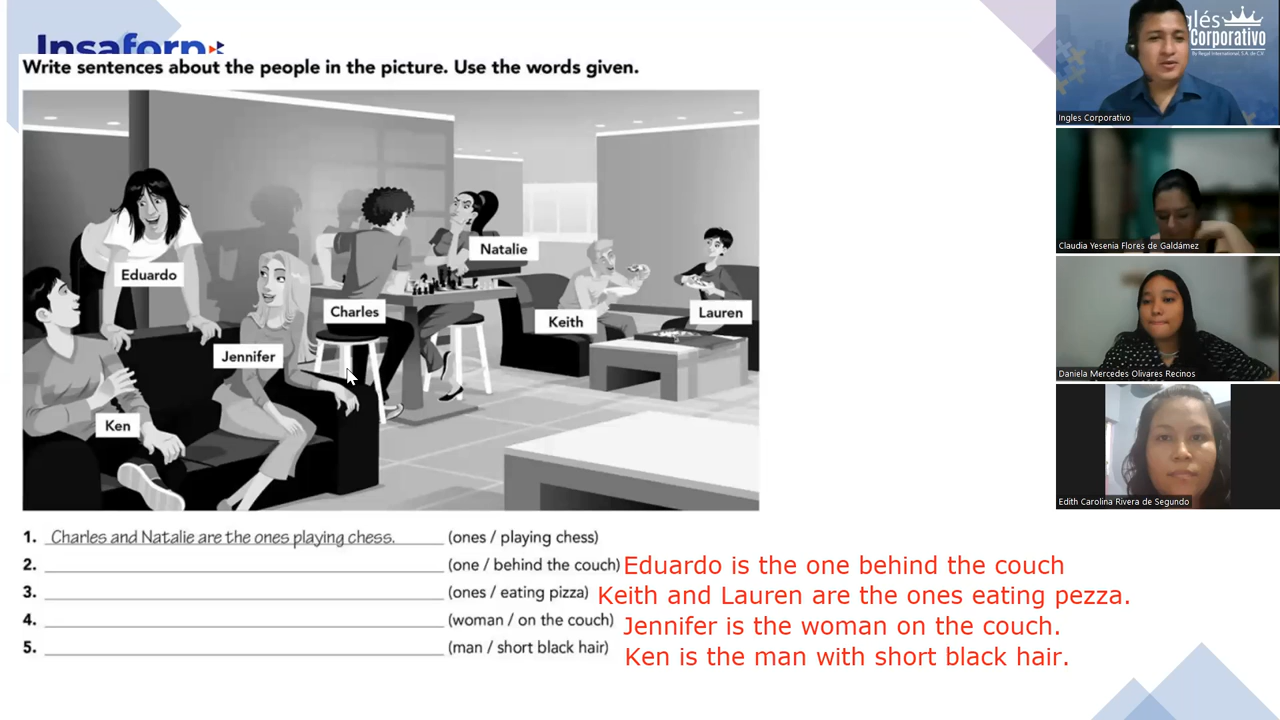 Insaforp
Write sentences about the people in the picture. Use the words given.
Eduardo
Natalie
Charles
Keith
Lauren
Jennifer
Ken
1. Charles and Natalie are the ones playing chess. (ones / playing chess)
2. (one / behind the couch) Eduardo is the one behind the couch
3. (ones / eating pizza) Keith and Lauren are the ones eating pezza.
4. (woman / on the couch) Jennifer is the woman on the couch.
5. (man / short black hair) Ken is the man with short black hair.
glés
Corporativo
By Regal International, S.A. de C.V.
Ingles Corporativo
Claudia Yesenia Flores de Galdámez
Daniela Mercedes Olivares Recinos
Edith Carolina Rivera de Segundo